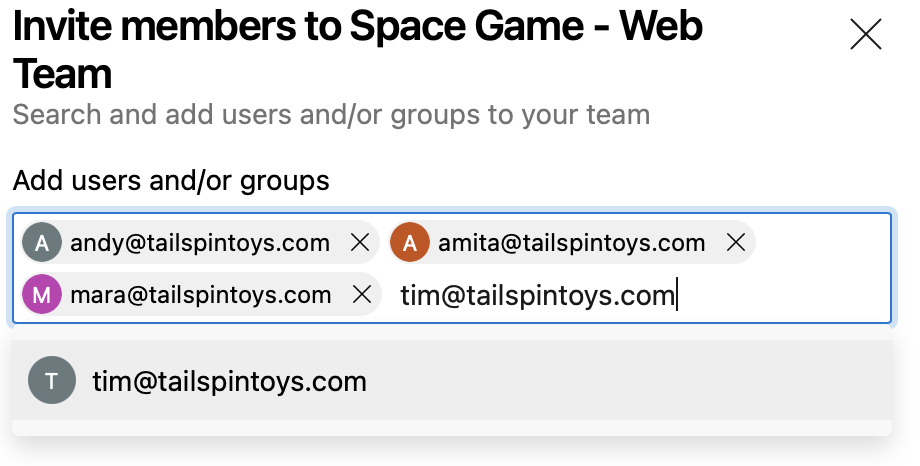 Invite members to Space Game - Web
Team
Search and add users and/or groups to your team
Add users and/or groups
A andy@tailspintoys.com A amita@tailspintoys.com
M mara@tailspintoys.com tim@tailspintoys.com
T tim@tailspintoys.com